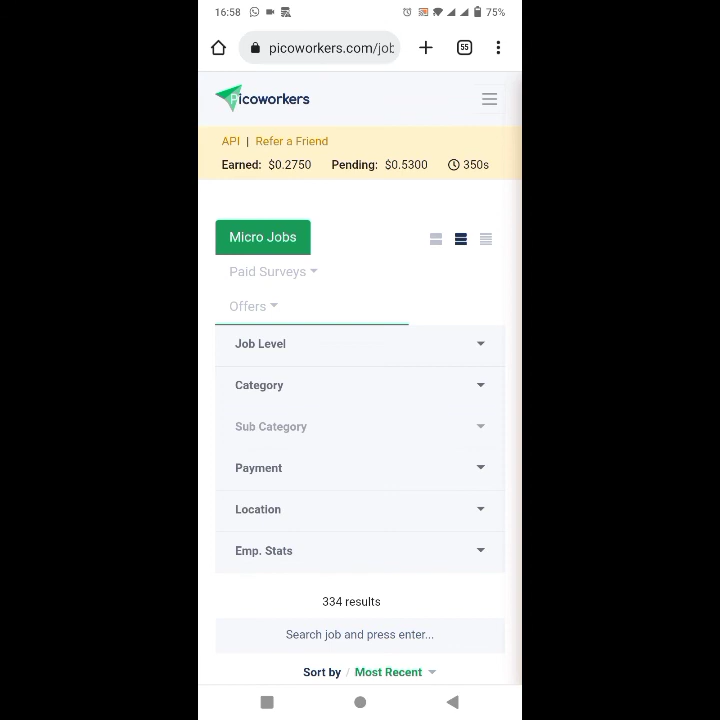 16:58 75%
picoworkers.com/job 55
Picoworkers
API | Refer a Friend
Earned: $0.2750 Pending: $0.5300 350s
Micro Jobs
Paid Surveys
Offers
Job Level
Category
Sub Category
Payment
Location
Emp. Stats
334 results
Search job and press enter...
Sort by / Most Recent